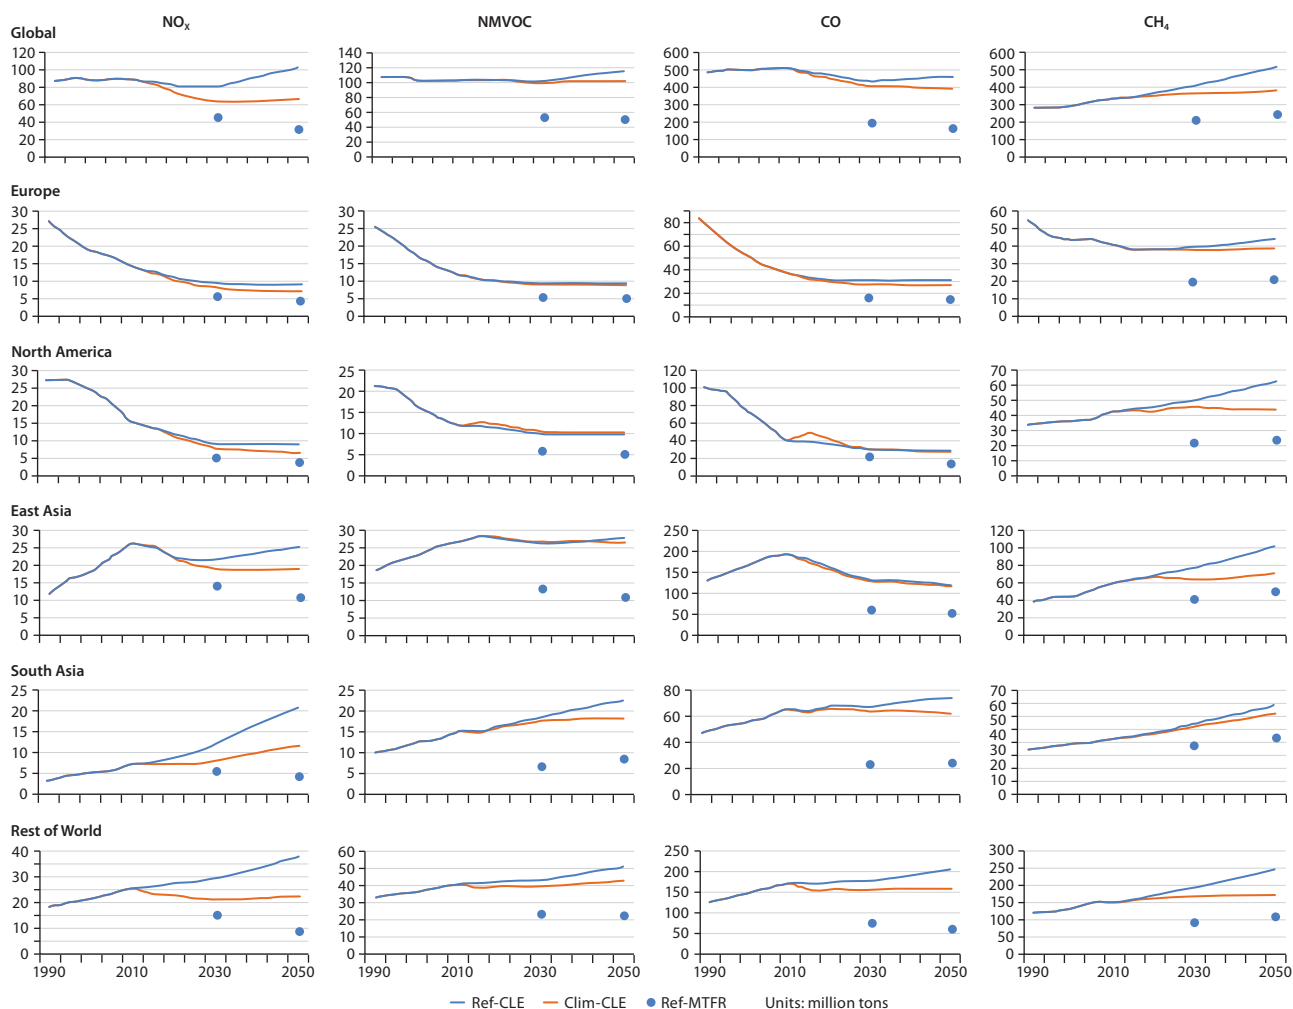 NOx NMVOC CO CH4
Global
120 140 600 600
100 120 500 500
80 100 400 400
60 80 300 300
40 60 200 200
20 40 100 100
0 20 0 0
0
Europe
30 30 80 60
25 25 60 50
20 20 40 40
15 15 20 30
10 10 0 20
5 5 10
0 0 0
North America
30 25 120 70
25 20 100 60
20 15 80 50
15 10 60 40
10 5 40 30
5 0 20 20
0 0 10
0
East Asia
30 30 250 120
25 25 200 100
20 20 150 80
15 15 100 60
10 10 50 40
5 5 0 20
0 0 0
South Asia
25 25 80 70
20 20 60 60
15 15 40 50
10 10 20 40
5 5 0 30
0 0 20
10
0
Rest of World
40 60 250 300
30 50 200 250
20 40 150 200
10 30 100 150
0 20 50 100
10 0 50
0 0
1990 2010 2030 2050 1990 2010 2030 2050 1990 2010 2030 2050 1990 2010 2030 2050
Ref-CLE Clim-CLE Ref-MTFR Units: million tons